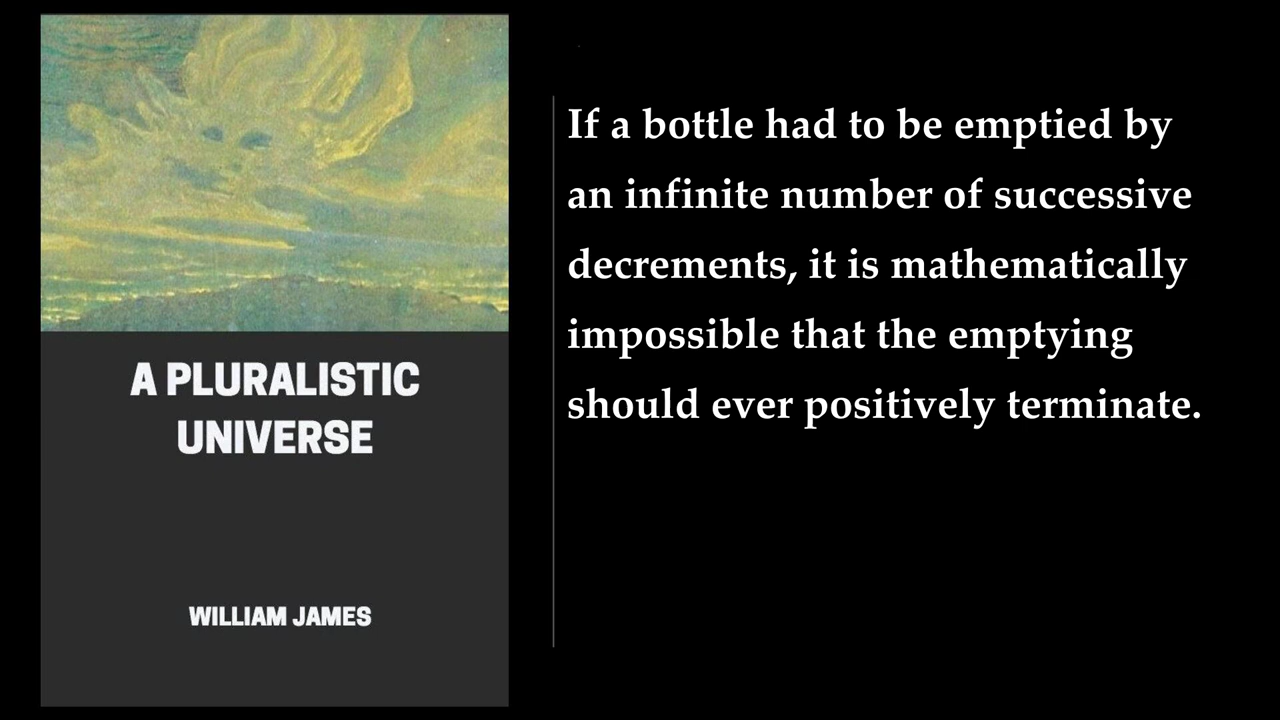 A PLURALISTIC
UNIVERSE
WILLIAM JAMES
If a bottle had to be emptied by
an infinite number of successive
decrements, it is mathematically
impossible that the emptying
should ever positively terminate.